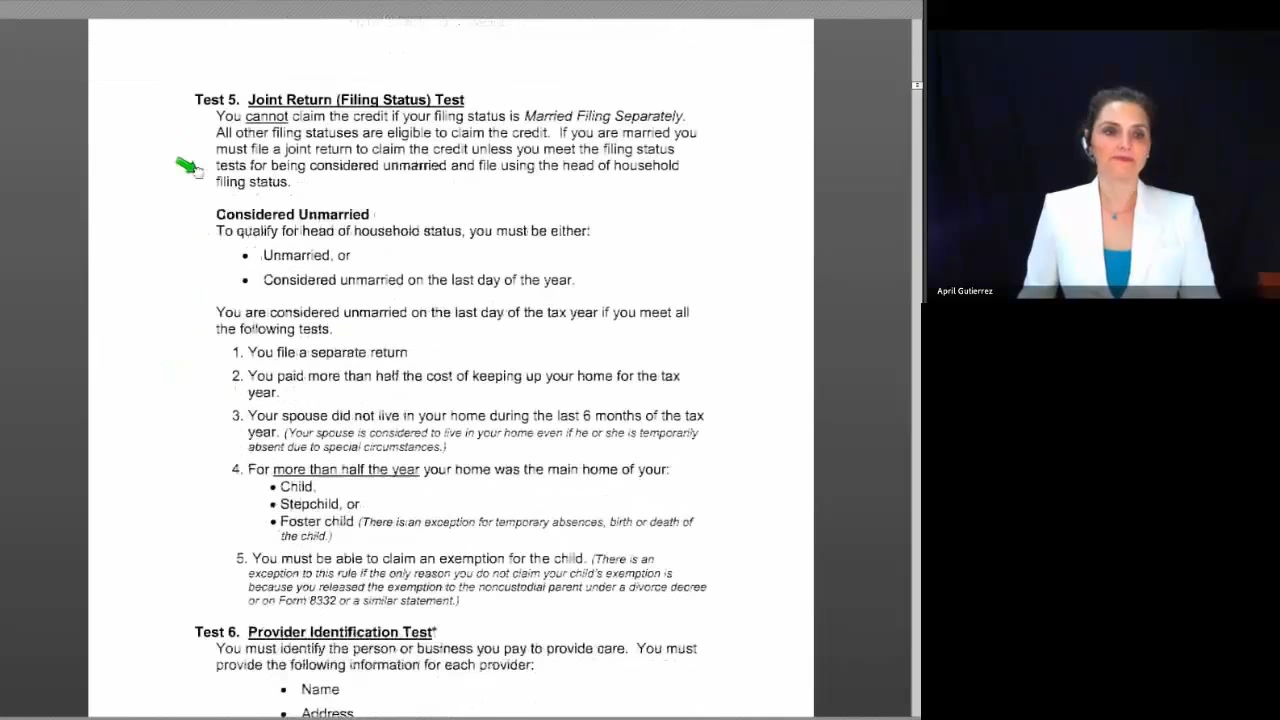 Test 5. Joint Return (Filing Status) Test
You cannot claim the credit if your filing status is Married Filing Separately.
All other filing statuses are eligible to claim the credit. If you are married you
must file a joint return to claim the credit unless you meet the filing status
tests for being considered unmarried and file using the head of household
filing status.
Considered Unmarried
To qualify for head of household status, you must be either:
• Unmarried, or
• Considered unmarried on the last day of the year.
You are considered unmarried on the last day of the tax year if you meet all
the following tests.
1. You file a separate return
2. You paid more than half the cost of keeping up your home for the tax
year.
3. Your spouse did not live in your home during the last 6 months of the tax
year. (Your spouse is considered to live in your home even if he or she is temporarily
absent due to special circumstances.)
4. For more than half the year your home was the main home of your:
• Child,
• Stepchild, or
• Foster child (There is an exception for temporary absences, birth or death of
the child.)
5. You must be able to claim an exemption for the child. (There is an
exception to this rule if the only reason you do not claim your child's exemption is
because you released the exemption to the noncustodial parent under a divorce decree
or on Form 8332 or a similar statement.)
Test 6. Provider Identification Test*
You must identify the person or business you pay to provide care. You must
provide the following information for each provider:
• Name
• Address
April Gutierrez